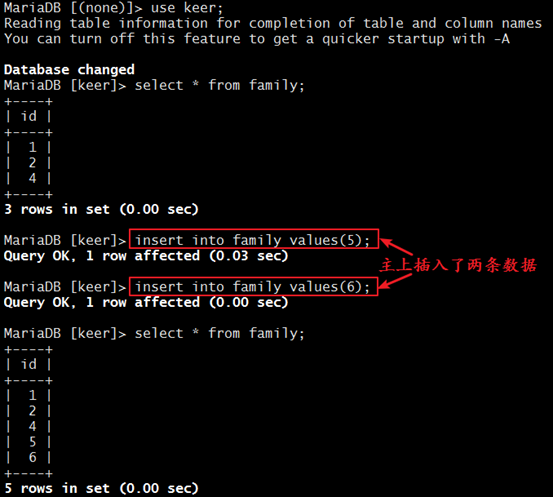 MariaDB [(none)]> use keer;
Reading table information for completion of table and column names
You can turn off this feature to get a quicker startup with -A
Database changed
MariaDB [keer]> select * from family;
+----+
| id |
+----+
| 1 |
| 2 |
| 4 |
+----+
3 rows in set (0.00 sec)
MariaDB [keer]> insert into family values(5);
Query OK, 1 row affected (0.03 sec)
主上插入了两条数据
MariaDB [keer]> insert into family values(6);
Query OK, 1 row affected (0.00 sec)
MariaDB [keer]> select * from family;
+----+
| id |
+----+
| 1 |
| 2 |
| 4 |
| 5 |
| 6 |
+----+
5 rows in set (0.00 sec)